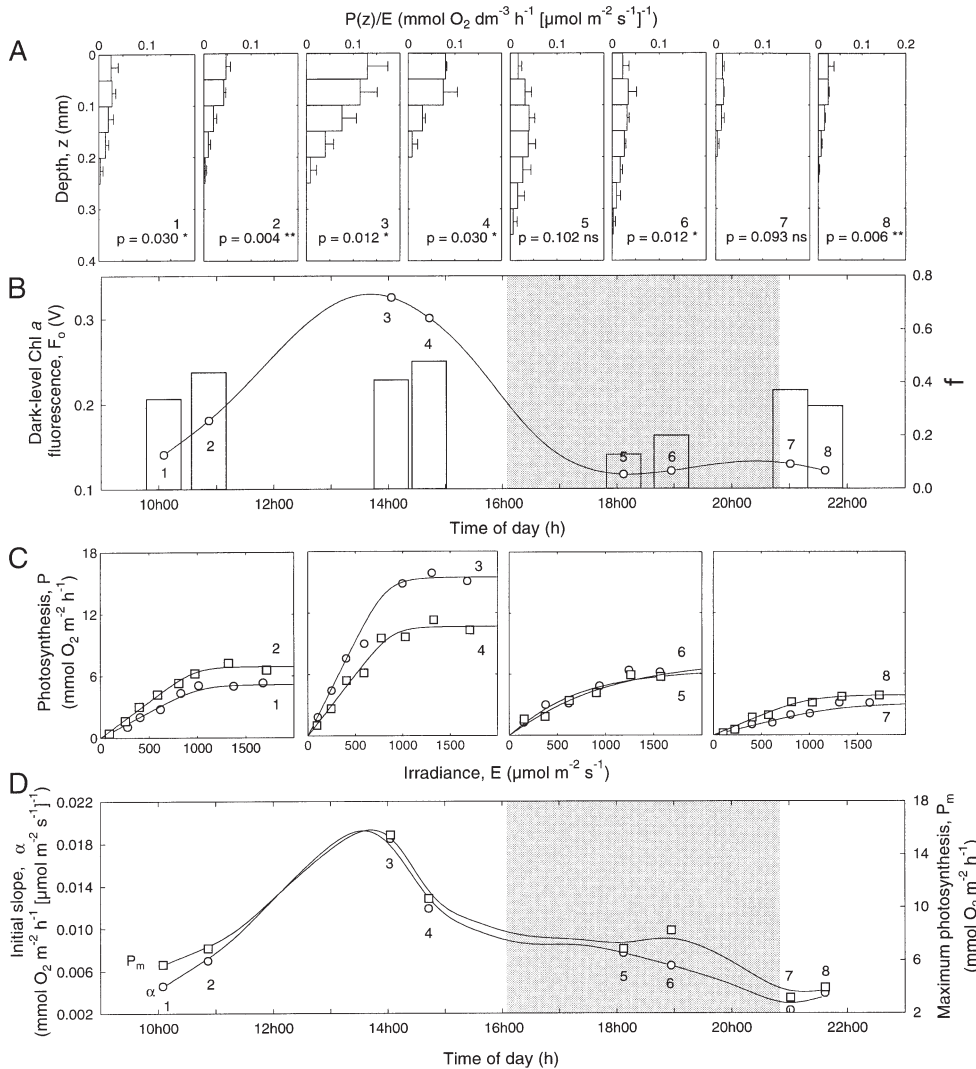 P(z)/E (mmol O2 dm-3 h-1 [µmol m-2 s-1]-1)
A
0 0.1 0 0.1 0 0.1 0 0.1 0 0.1 0 0.1 0 0.1 0 0.1 0.2
Depth, z (mm)
0
0.1
0.2
0.3
0.4
1
p = 0.030 *
2
p = 0.004 **
3
p = 0.012 *
4
p = 0.030 *
5
p = 0.102 ns
6
p = 0.012 *
7
p = 0.093 ns
8
p = 0.006 **
B
Dark-level Chl a
fluorescence, Fo (V)
0.3
0.2
0.1
1 2 3 4 5 6 7 8
0.8
0.6
0.4
0.2
0.0
f
10h00 12h00 14h00 16h00 18h00 20h00 22h00
Time of day (h)
C
Photosynthesis, P
(mmol O2 m-2 h-1)
18
12
6
0
2
1
3
4
6
5
8
7
0 500 1000 1500 0 500 1000 1500 0 500 1000 1500 0 500 1000 1500
Irradiance, E (µmol m-2 s-1)
D
Initial slope, α
(mmol O2 m-2 h-1 [µmol m-2 s-1]-1)
0.022
0.018
0.014
0.010
0.006
0.002
Pm
α
1 2 3 4 5 6 7 8
18
14
10
6
2
Maximum photosynthesis, Pm
(mmol O2 m-2 h-1)
10h00 12h00 14h00 16h00 18h00 20h00 22h00
Time of day (h)